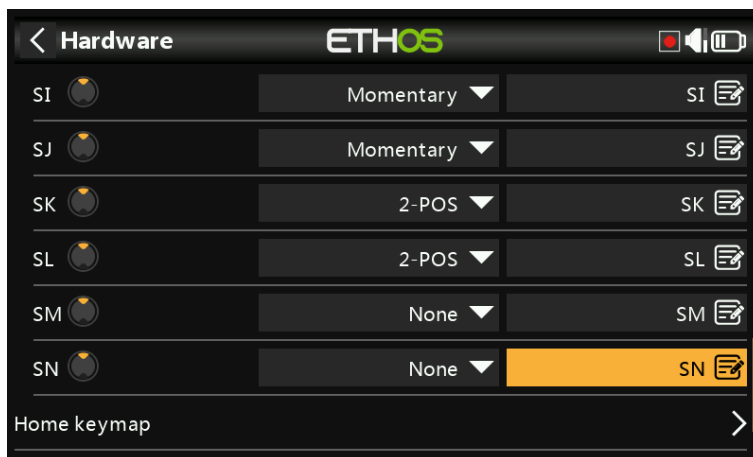 Hardware ETHOS
SI Momentary SI
SJ Momentary SJ
SK 2-POS SK
SL 2-POS SL
SM None SM
SN None SN
Home keymap